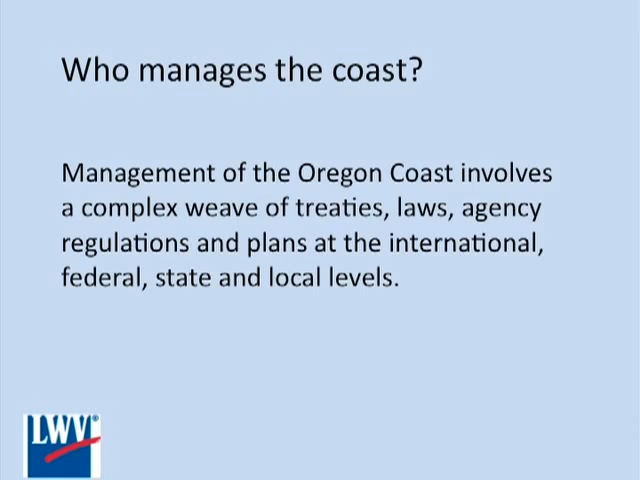 Who manages the coast?
Management of the Oregon Coast involves
a complex weave of treaties, laws, agency
regulations and plans at the international,
federal, state and local levels.
LWV®